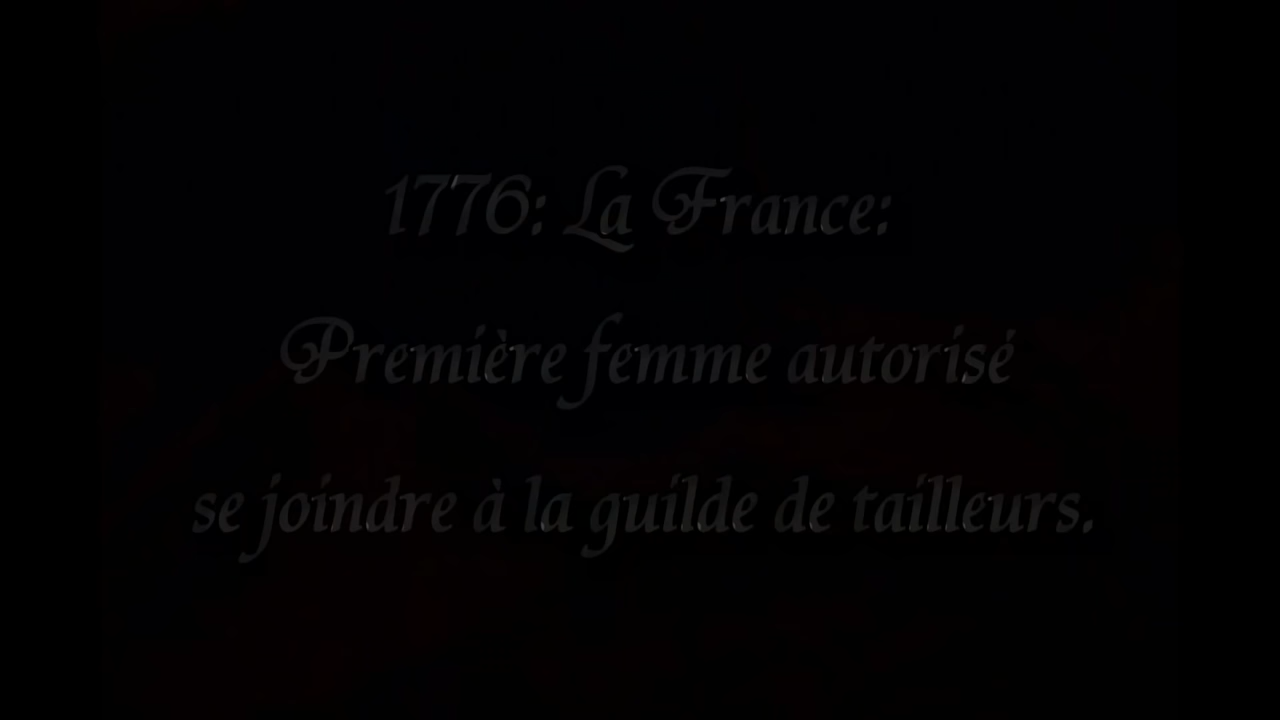 1776: La France:
Première femme autorisé
se joindre à la guilde de tailleurs.